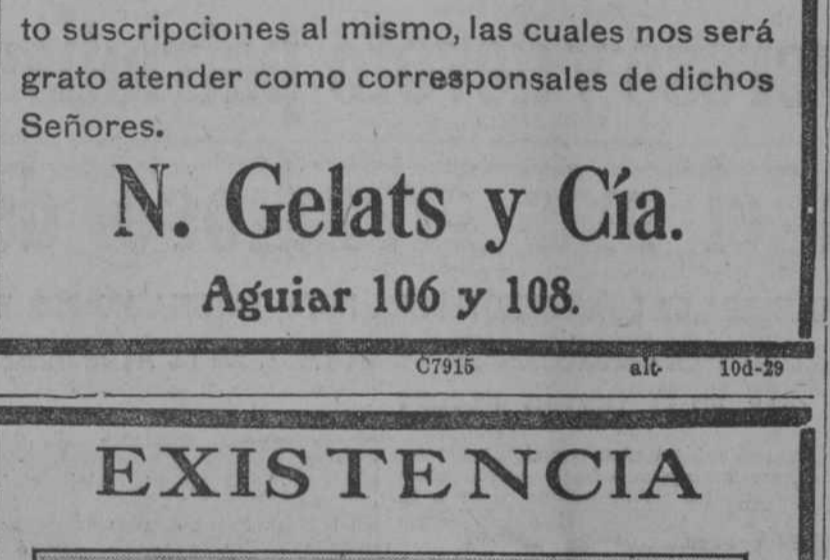 to suscripciones al mismo, las cuales nos será
grato atender como corresponsales de dichos
Señores.
N. Gelats y Cía.
Aguiar 106 y 108.
C7915 alt- 10d-29
EXISTENCIA